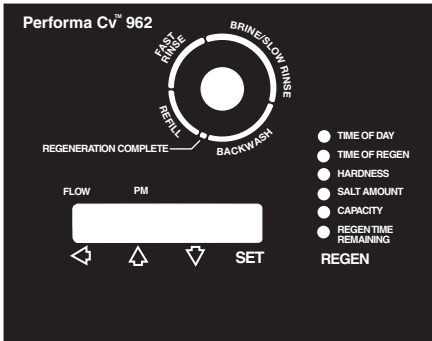 Performa Cv™ 962
FAST
RINSE
BRINE/SLOW RINSE
REFILL
BACKWASH
REGENERATION COMPLETE
TIME OF DAY
TIME OF REGEN
HARDNESS
SALT AMOUNT
CAPACITY
REGEN TIME
REMAINING
FLOW PM
SET REGEN